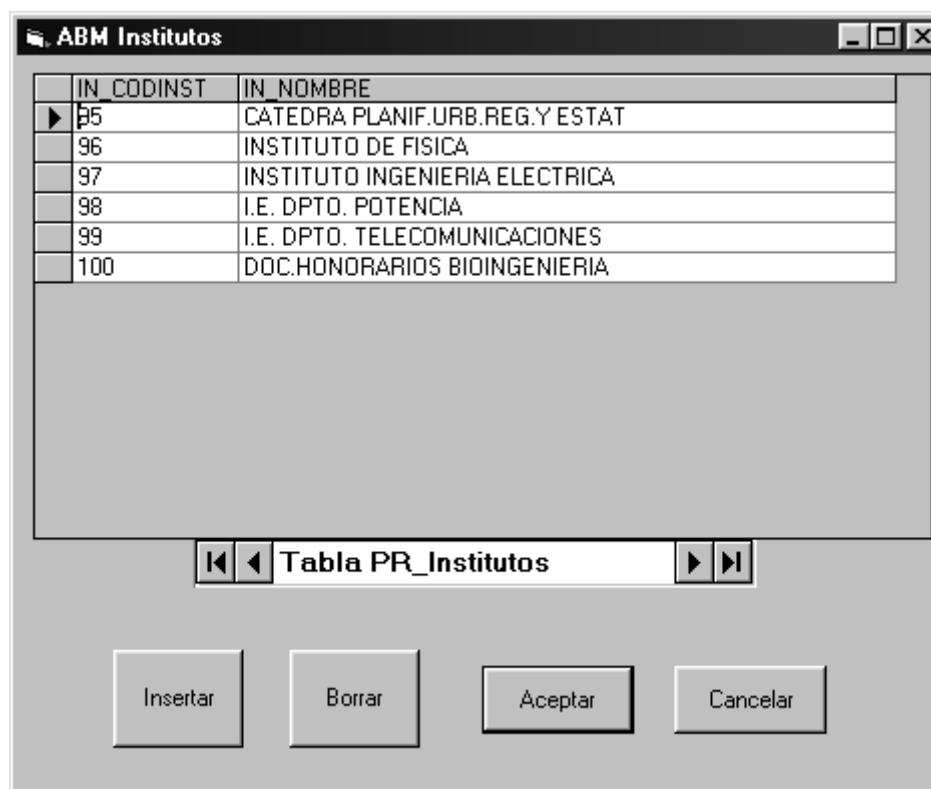 ABM Institutos
IN_CODINST IN_NOMBRE
95 CATEDRA PLANIF.URB.REG.Y ESTAT
96 INSTITUTO DE FISICA
97 INSTITUTO INGENIERIA ELECTRICA
98 I.E. DPTO. POTENCIA
99 I.E. DPTO. TELECOMUNICACIONES
100 DOC.HONORARIOS BIOINGENIERIA
Tabla PR_Institutos
Insertar Borrar Aceptar Cancelar